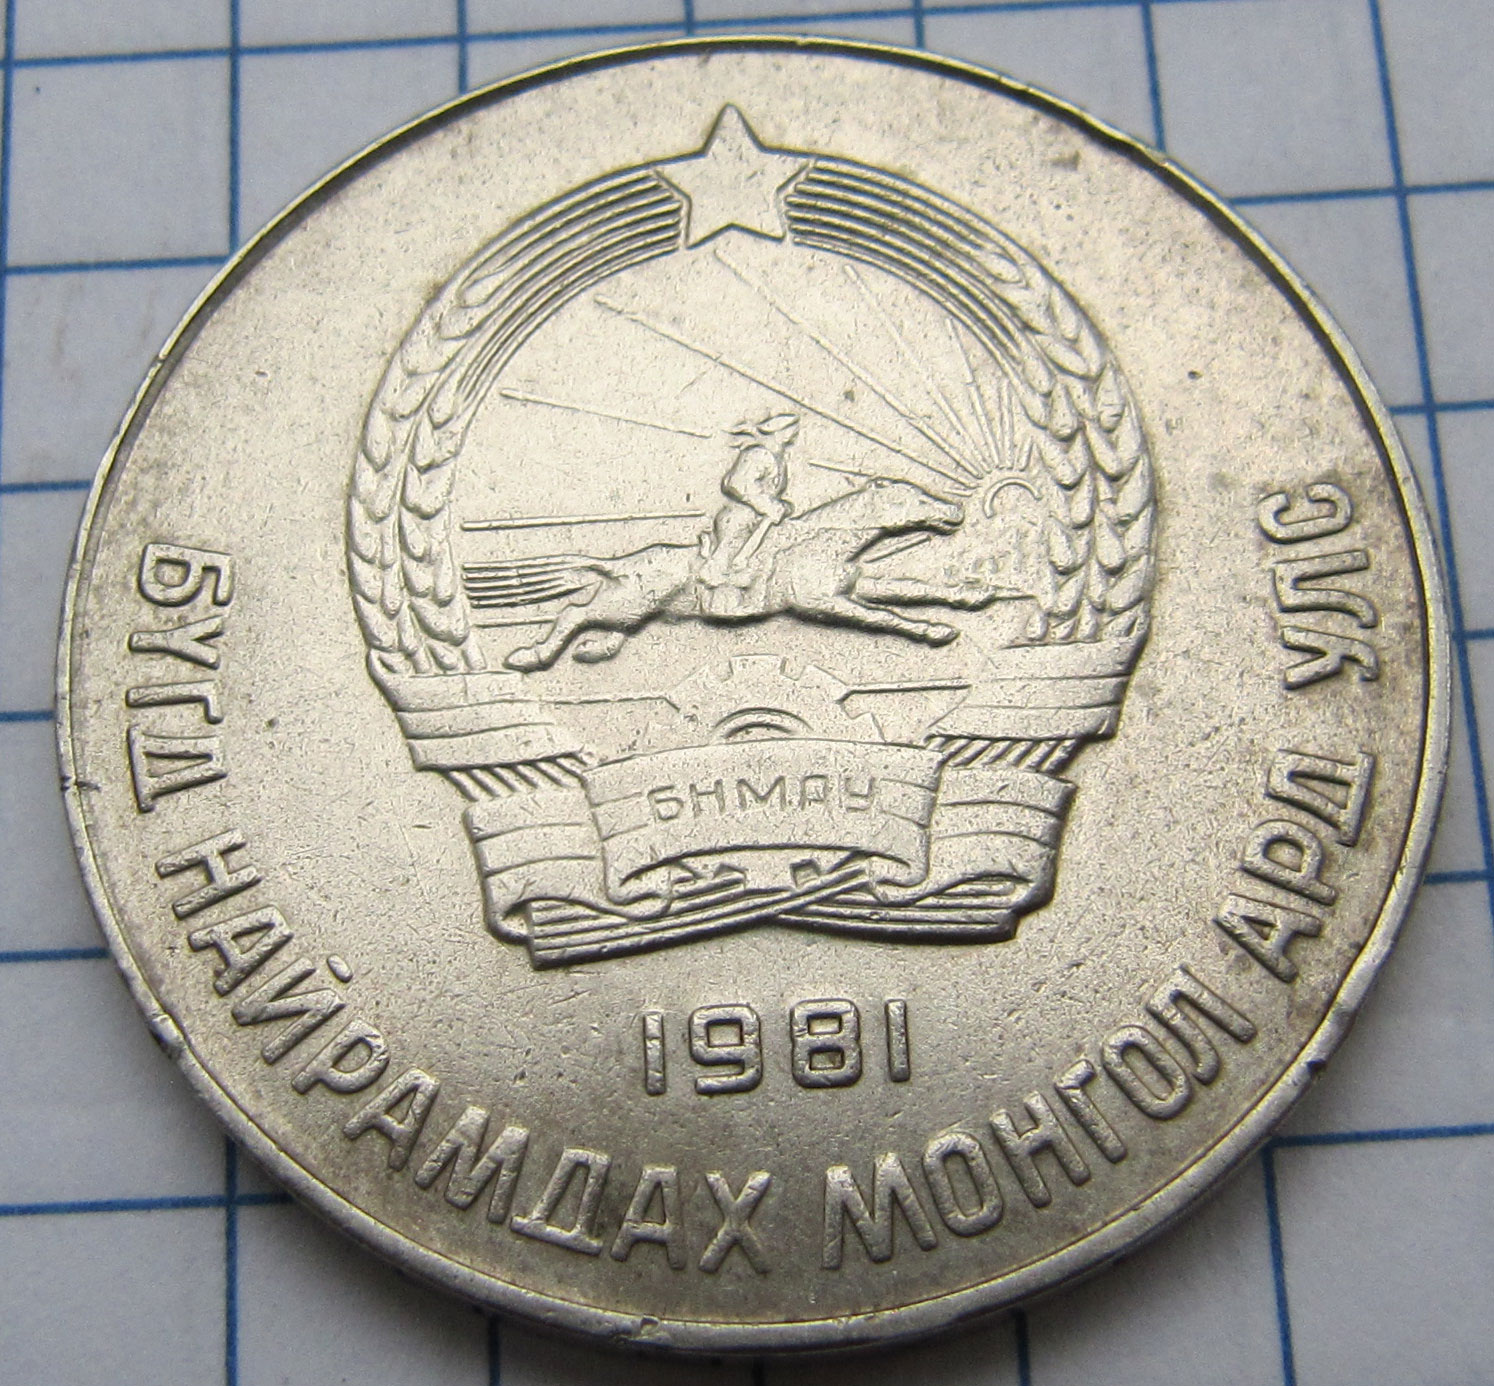 БНМАУ
1981
БҮГД НАЙРАМДАХ МОНГОЛ АРД УЛС